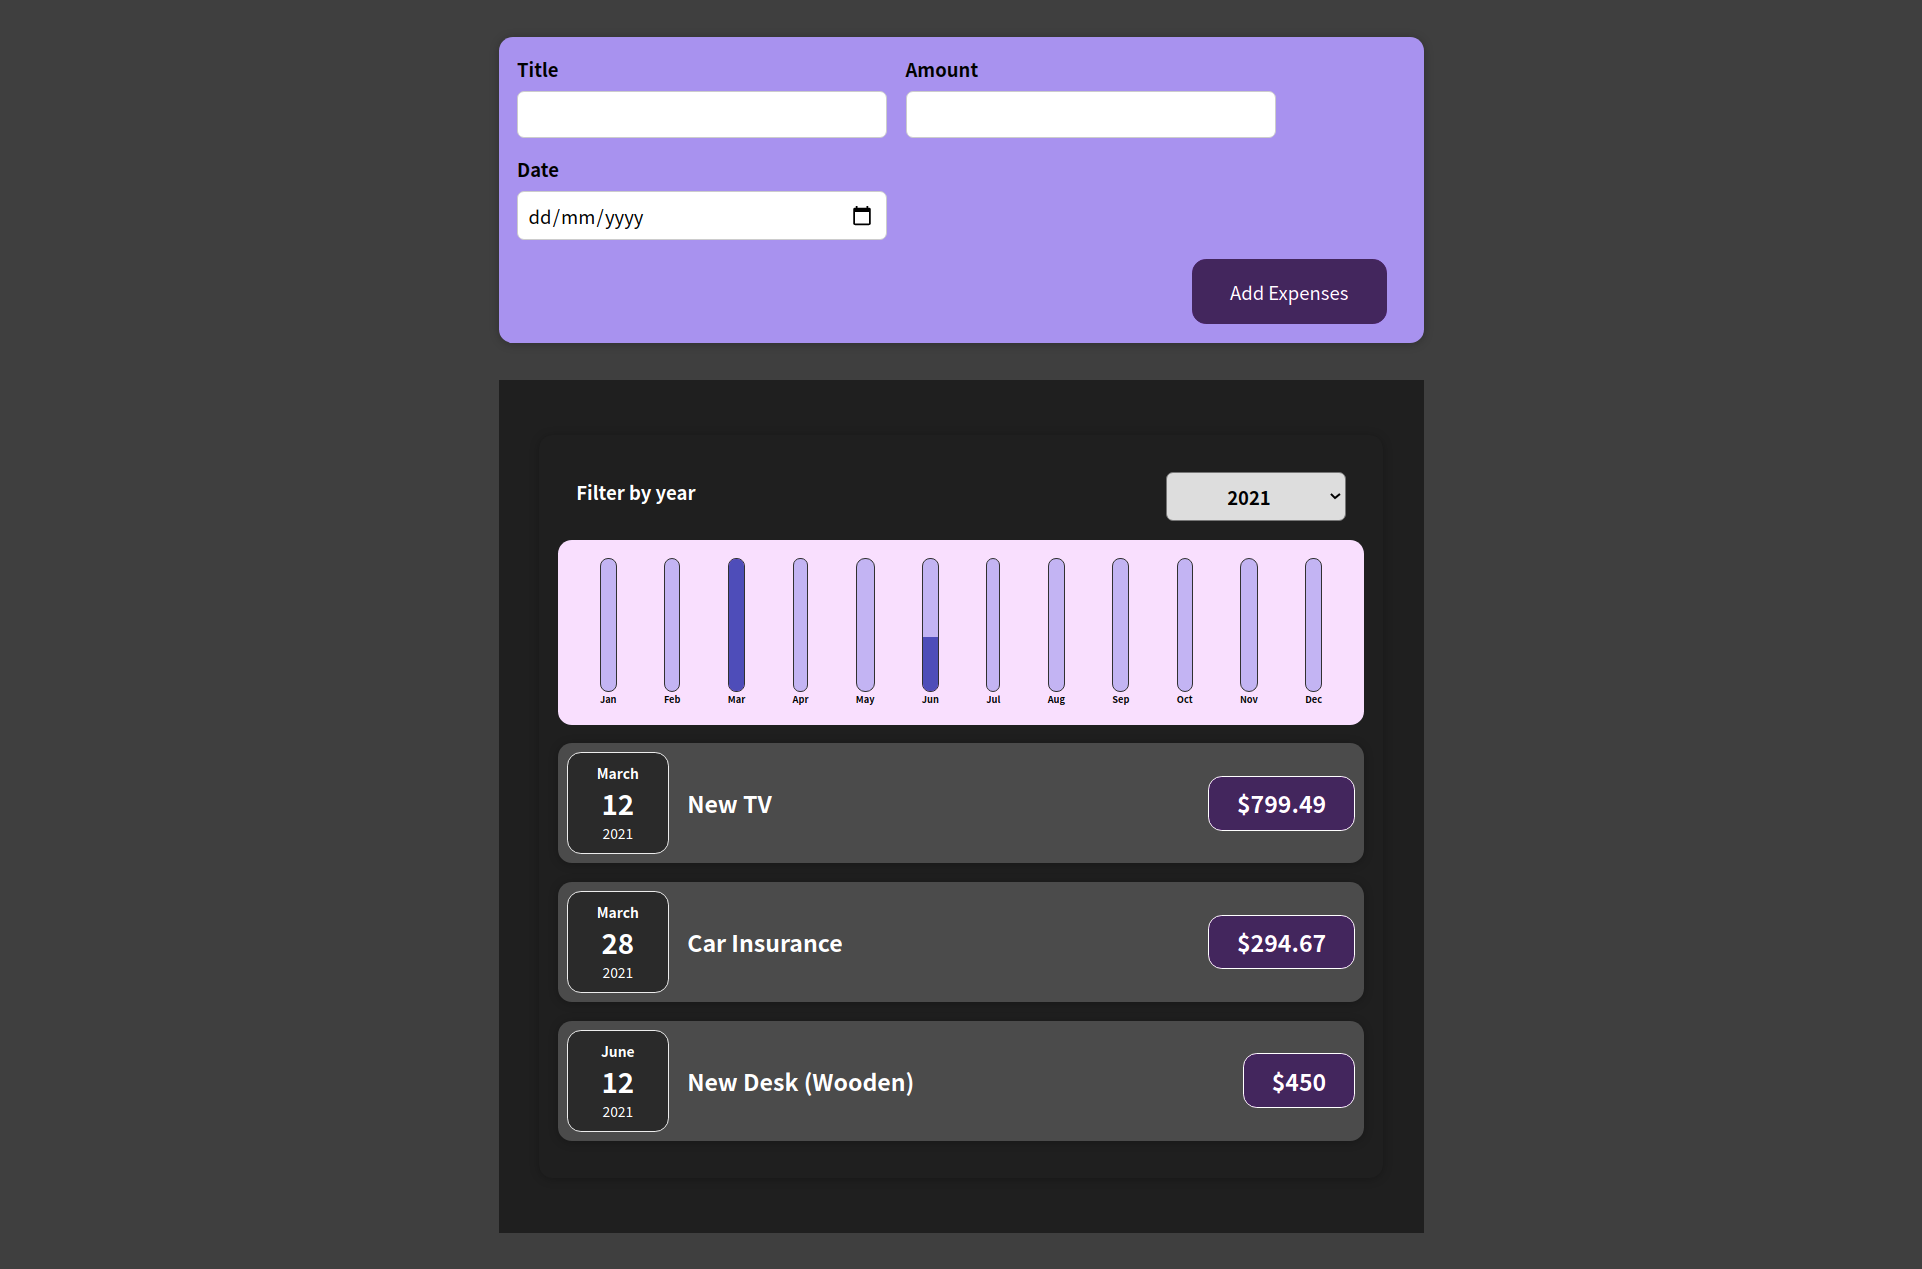 Title Amount
Date
dd/mm/yyyy
Add Expenses
Filter by year 2021
Jan Feb Mar Apr May Jun Jul Aug Sep Oct Nov Dec
March
12
2021
New TV
$799.49
March
28
2021
Car Insurance
$294.67
June
12
2021
New Desk (Wooden)
$450